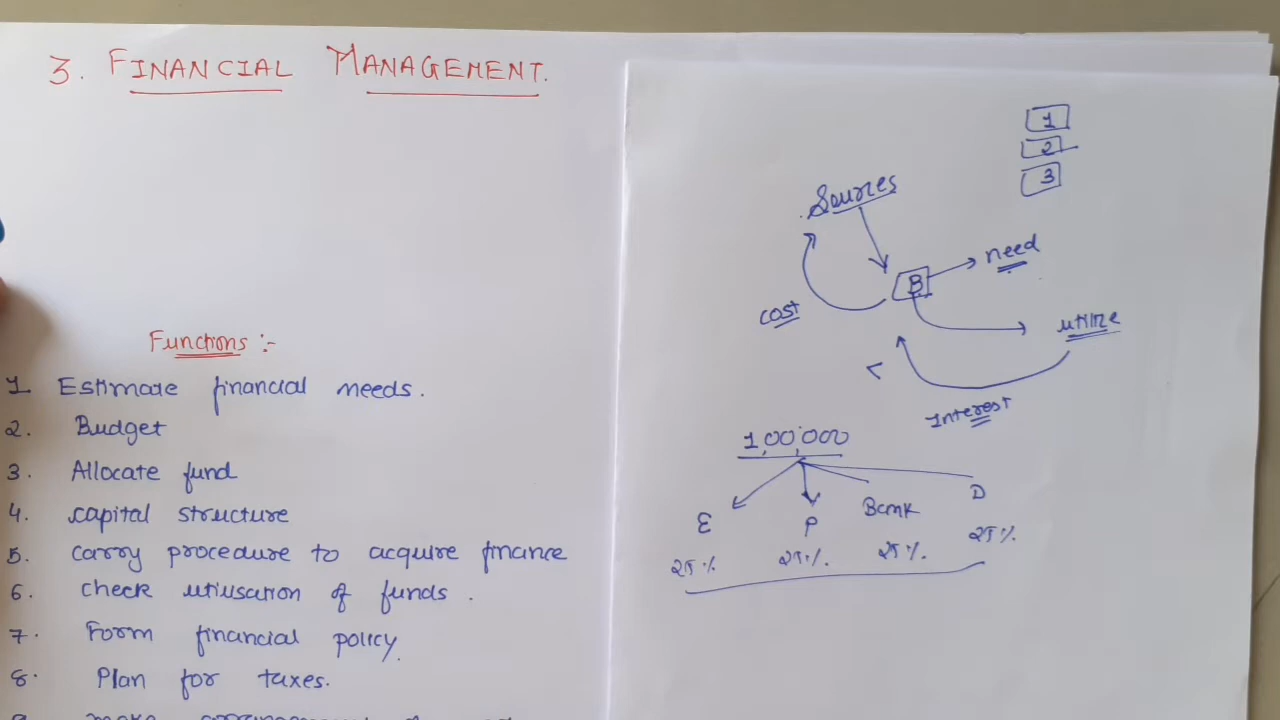 3. FINANCIAL MANAGEMENT.
Functions :-
1 Estimate financial needs.
2. Budget
3. Allocate fund
4. capital structure
5. carry procedure to acquire finance
6. check utilisation of funds.
7. Form financial policy.
8. Plan for taxes.
9. make
1
2
3
Sources
B
need
cost
utilize
<
Interest
1,00,000
E P Bank D
25% 25% 25% 25%